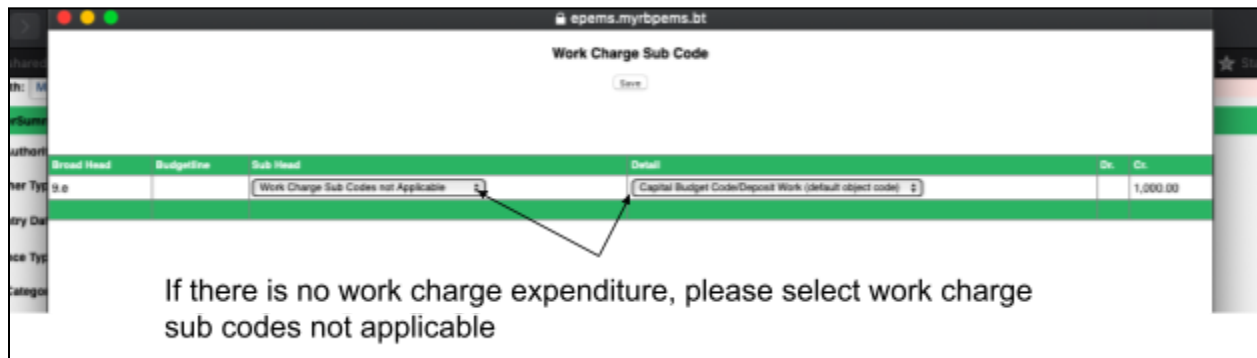 epems.myrbpems.bt
Work Charge Sub Code
Save
Broad Head Budgetline Sub Head Detail Dr. Cr.
9.e Work Charge Sub Codes not Applicable Capital Budget Code/Deposit Work (default object code) 1,000.00
If there is no work charge expenditure, please select work charge
sub codes not applicable